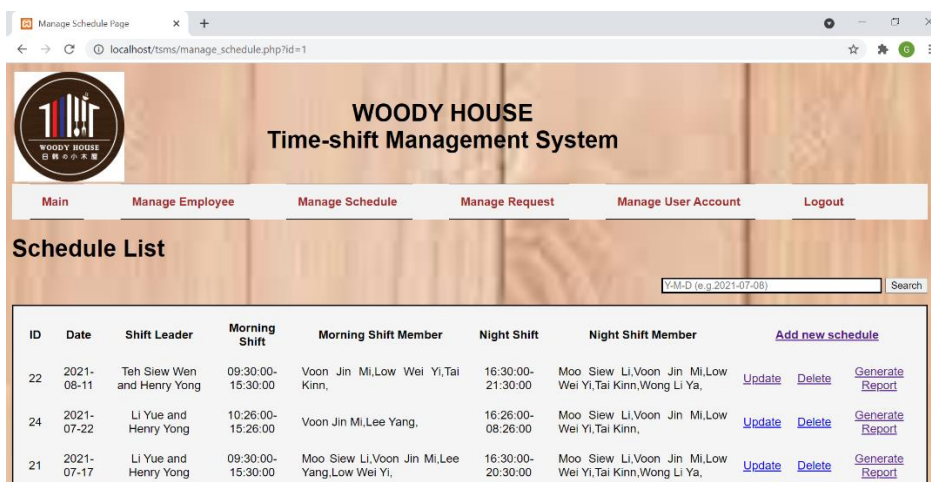 Manage Schedule Page
localhost/tsms/manage_schedule.php?id=1
G
WOODY HOUSE
日韩の小木屋
WOODY HOUSE
Time-shift Management System
Main Manage Employee Manage Schedule Manage Request Manage User Account Logout
Schedule List
Y-M-D (e.g.2021-07-08) Search
ID Date Shift Leader Morning Shift Morning Shift Member Night Shift Night Shift Member Add new schedule
22 2021-08-11 Teh Siew Wen and Henry Yong 09:30:00-15:30:00 Voon Jin Mi,Low Wei Yi,Tai Kinn, 16:30:00-21:30:00 Moo Siew Li,Voon Jin Mi,Low Wei Yi,Tai Kinn,Wong Li Ya, Update Delete Generate Report
24 2021-07-22 Li Yue and Henry Yong 10:26:00-15:26:00 Voon Jin Mi,Lee Yang, 16:26:00-08:26:00 Moo Siew Li,Voon Jin Mi,Low Wei Yi,Tai Kinn, Update Delete Generate Report
21 2021-07-17 Li Yue and Henry Yong 09:30:00-15:30:00 Moo Siew Li,Voon Jin Mi,Lee Yang,Low Wei Yi, 16:30:00-20:30:00 Moo Siew Li,Voon Jin Mi,Low Wei Yi,Tai Kinn,Wong Li Ya, Update Delete Generate Report